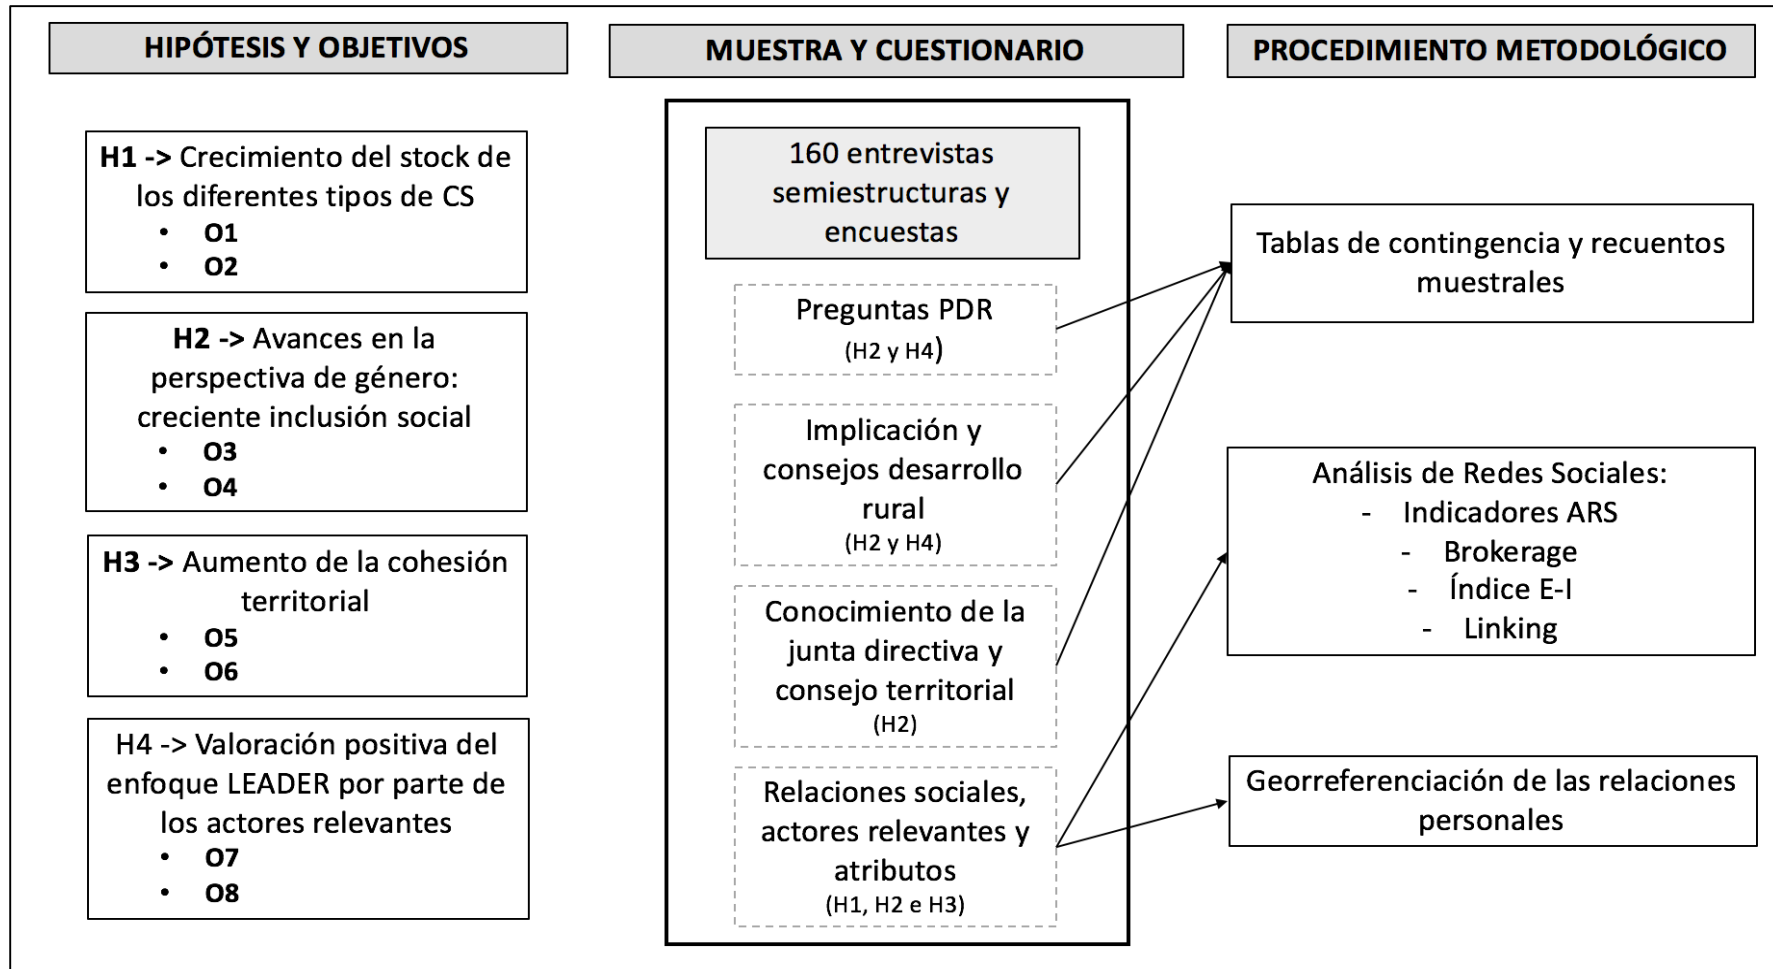 HIPÓTESIS Y OBJETIVOS
H1 -> Crecimiento del stock de
los diferentes tipos de CS
• O1
• O2
H2 -> Avances en la
perspectiva de género:
creciente inclusión social
• O3
• O4
H3 -> Aumento de la cohesión
territorial
• O5
• O6
H4 -> Valoración positiva del
enfoque LEADER por parte de
los actores relevantes
• O7
• O8
MUESTRA Y CUESTIONARIO
160 entrevistas
semiestructuras y
encuestas
Preguntas PDR
(H2 y H4)
Implicación y
consejos desarrollo
rural
(H2 y H4)
Conocimiento de la
junta directiva y
consejo territorial
(H2)
Relaciones sociales,
actores relevantes y
atributos
(H1, H2 e H3)
PROCEDIMIENTO METODOLÓGICO
Tablas de contingencia y recuentos
muestrales
Análisis de Redes Sociales:
- Indicadores ARS
- Brokerage
- Índice E-I
- Linking
Georreferenciación de las relaciones
personales